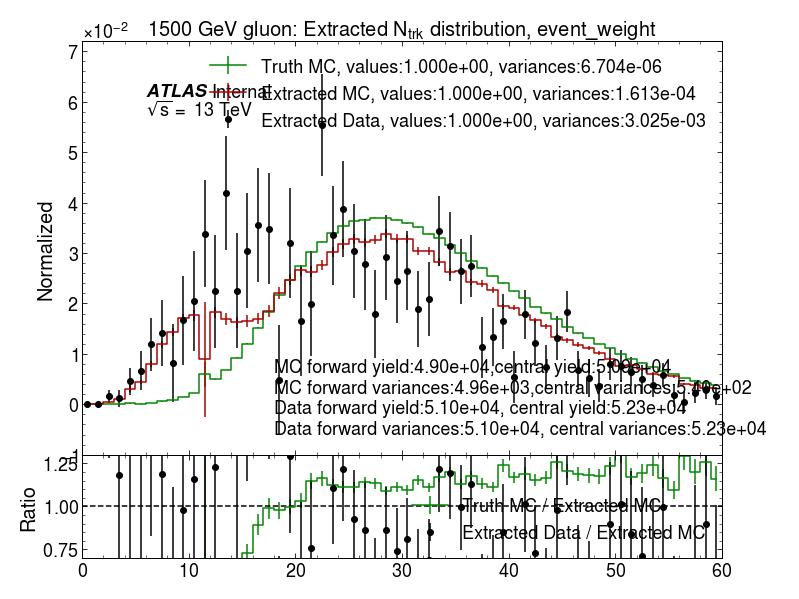 ×10⁻²
1500 GeV gluon: Extracted Ntrk distribution, event_weight
Truth MC, values:1.000e+00, variances:6.704e-06
ATLAS Internal
Extracted MC, values:1.000e+00, variances:1.613e-04
√s = 13 TeV
Extracted Data, values:1.000e+00, variances:3.025e-03
7
6
5
4
3
2
1
0
Normalized
MC forward yield:4.90e+04,central yield:5.09e+04
MC forward variances:4.96e+03,central variances:5.40e+02
Data forward yield:5.10e+04, central yield:5.23e+04
Data forward variances:5.10e+04, central variances:5.23e+04
1.25
1.00
0.75
Ratio
Truth MC / Extracted MC
Extracted Data / Extracted MC
0 10 20 30 40 50 60